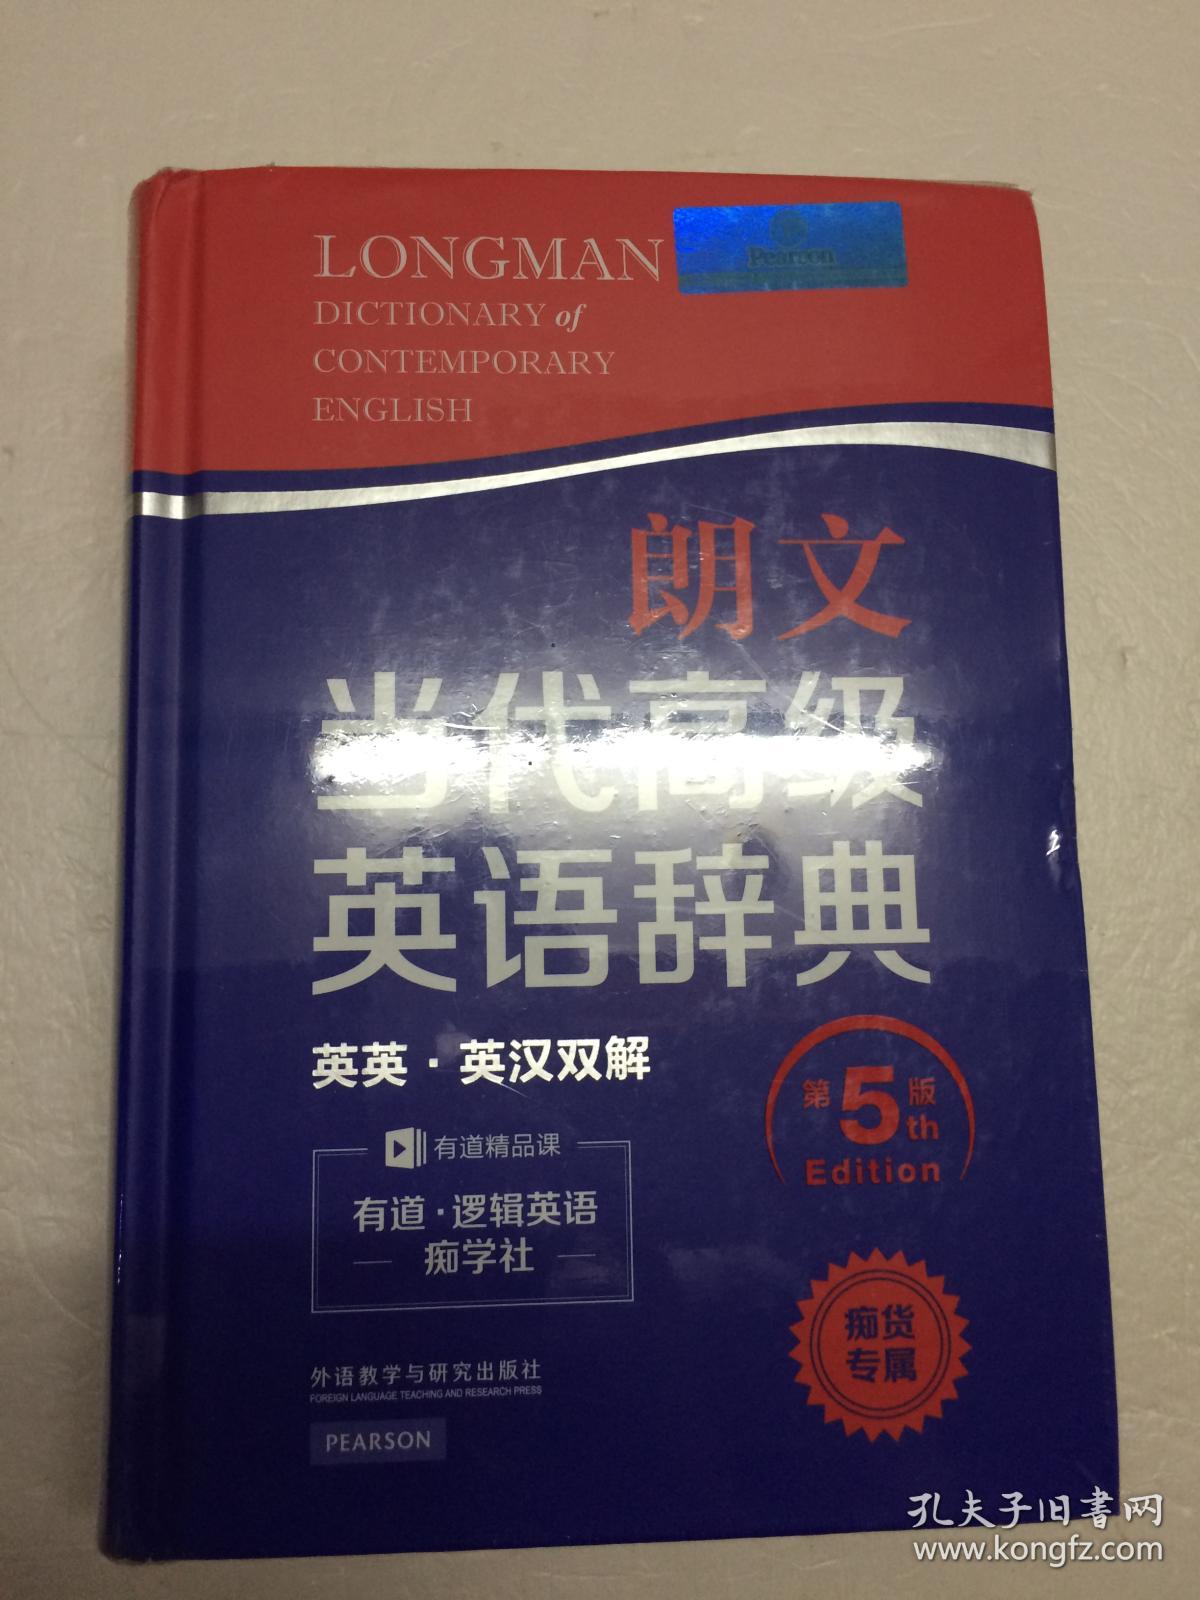 LONGMAN
Pearson
DICTIONARY of
CONTEMPORARY
ENGLISH
朗文
当代高级
英语辞典
英英·英汉双解
第5版
th
Edition
有道精品课
有道·逻辑英语
痴学社
痴货
专属
外语教学与研究出版社
FOREIGN LANGUAGE TEACHING AND RESEARCH PRESS
PEARSON
孔夫子旧書网
www.kongfz.com